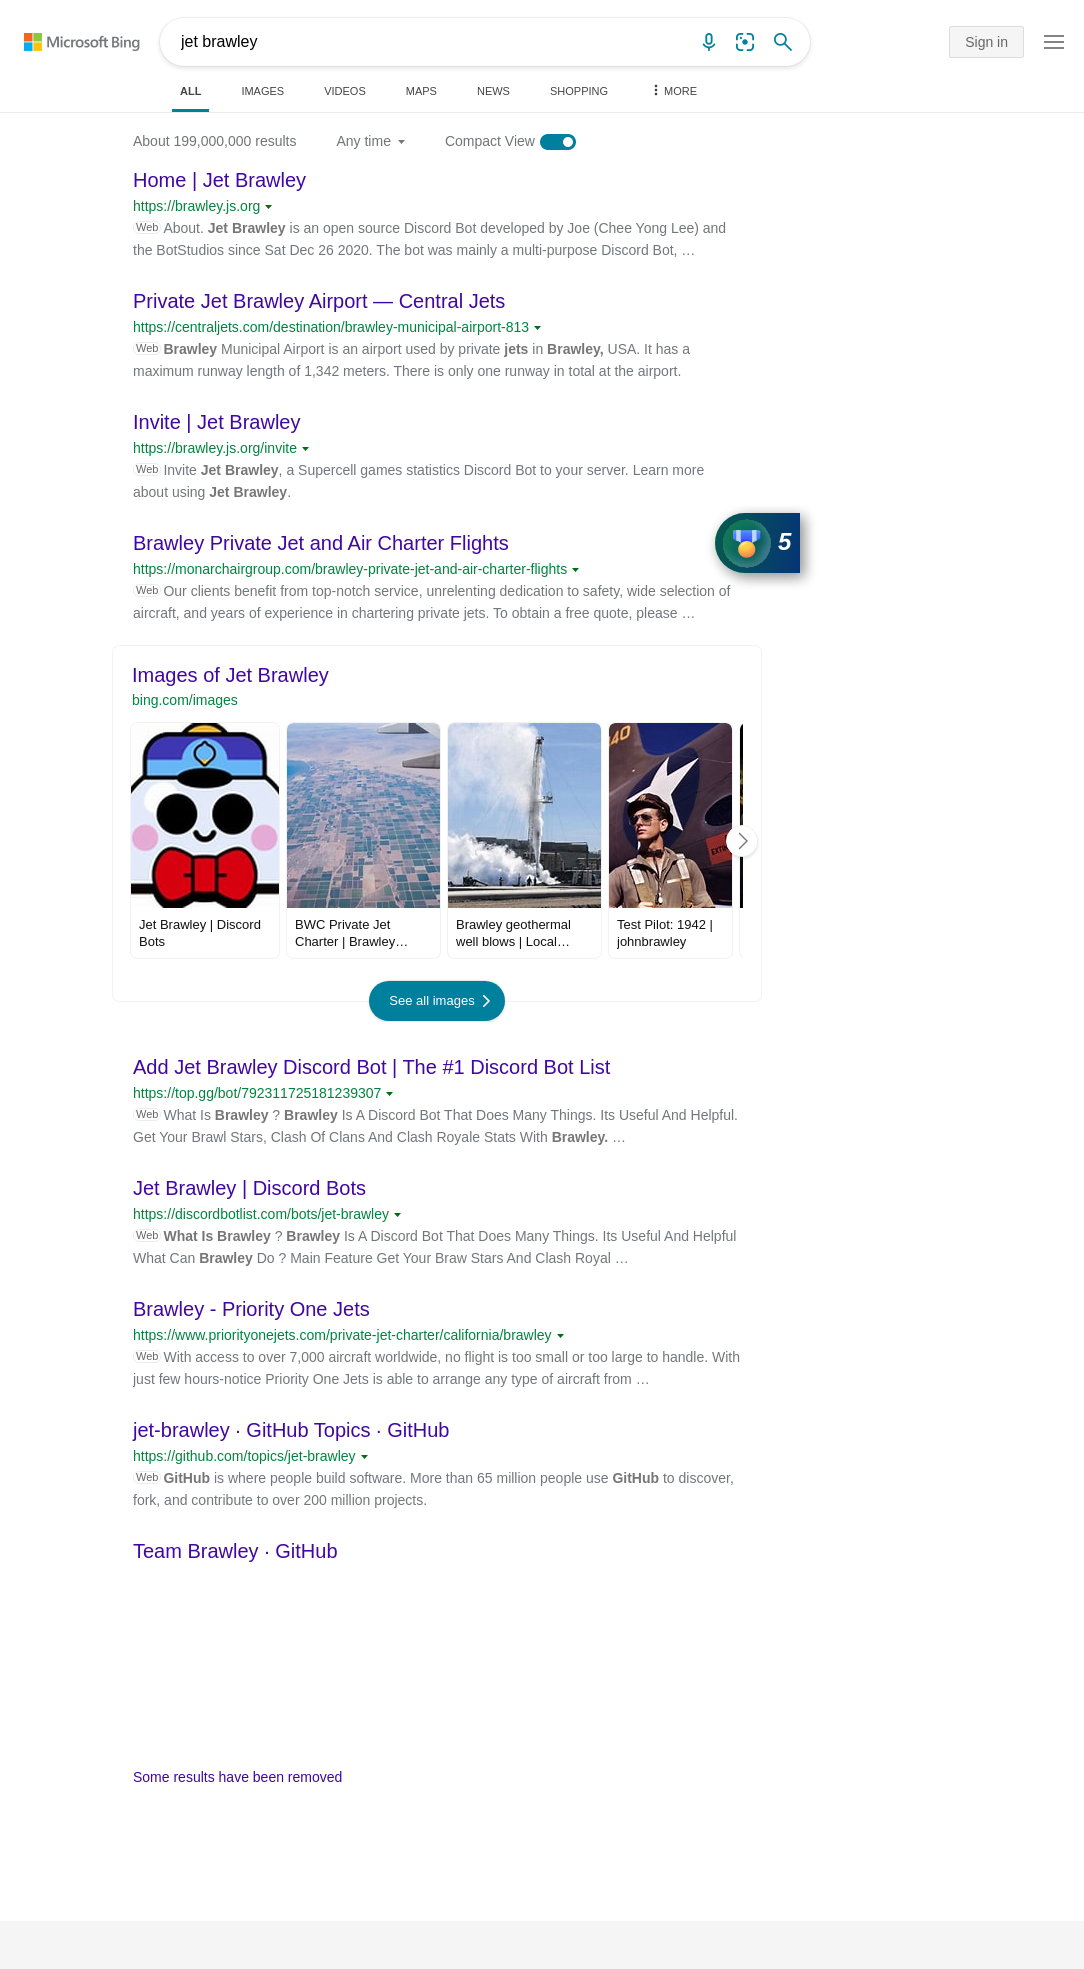 Microsoft Bing
jet brawley
Sign in
ALL IMAGES VIDEOS MAPS NEWS SHOPPING MORE
About 199,000,000 results Any time Compact View
Home | Jet Brawley
https://brawley.js.org
Web About. Jet Brawley is an open source Discord Bot developed by Joe (Chee Yong Lee) and
the BotStudios since Sat Dec 26 2020. The bot was mainly a multi-purpose Discord Bot, …
Private Jet Brawley Airport — Central Jets
https://centraljets.com/destination/brawley-municipal-airport-813
Web Brawley Municipal Airport is an airport used by private jets in Brawley, USA. It has a
maximum runway length of 1,342 meters. There is only one runway in total at the airport.
Invite | Jet Brawley
https://brawley.js.org/invite
Web Invite Jet Brawley, a Supercell games statistics Discord Bot to your server. Learn more
about using Jet Brawley.
Brawley Private Jet and Air Charter Flights
5
https://monarchairgroup.com/brawley-private-jet-and-air-charter-flights
Web Our clients benefit from top-notch service, unrelenting dedication to safety, wide selection of
aircraft, and years of experience in chartering private jets. To obtain a free quote, please …
Images of Jet Brawley
bing.com/images
40
EXTI
Jet Brawley | Discord
Bots
BWC Private Jet
Charter | Brawley…
Brawley geothermal
well blows | Local…
Test Pilot: 1942 |
johnbrawley
See all images
Add Jet Brawley Discord Bot | The #1 Discord Bot List
https://top.gg/bot/792311725181239307
Web What Is Brawley ? Brawley Is A Discord Bot That Does Many Things. Its Useful And Helpful.
Get Your Brawl Stars, Clash Of Clans And Clash Royale Stats With Brawley. …
Jet Brawley | Discord Bots
https://discordbotlist.com/bots/jet-brawley
Web What Is Brawley ? Brawley Is A Discord Bot That Does Many Things. Its Useful And Helpful
What Can Brawley Do ? Main Feature Get Your Braw Stars And Clash Royal …
Brawley - Priority One Jets
https://www.priorityonejets.com/private-jet-charter/california/brawley
Web With access to over 7,000 aircraft worldwide, no flight is too small or too large to handle. With
just few hours-notice Priority One Jets is able to arrange any type of aircraft from …
jet-brawley · GitHub Topics · GitHub
https://github.com/topics/jet-brawley
Web GitHub is where people build software. More than 65 million people use GitHub to discover,
fork, and contribute to over 200 million projects.
Team Brawley · GitHub
Some results have been removed